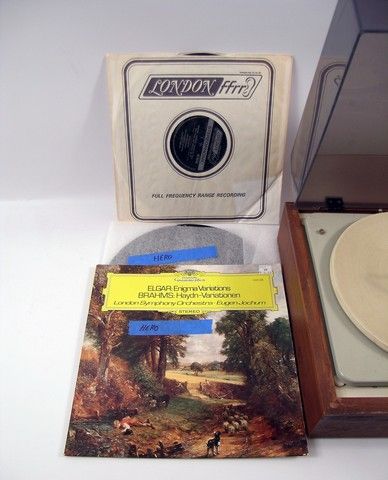 LONDON ffrr
FULL FREQUENCY RANGE RECORDING
HERO
ELGAR: Enigma Variations
BRAHMS: Haydn-Variationen
London Symphony Orchestra · Eugen Jochum
STEREO
HERO